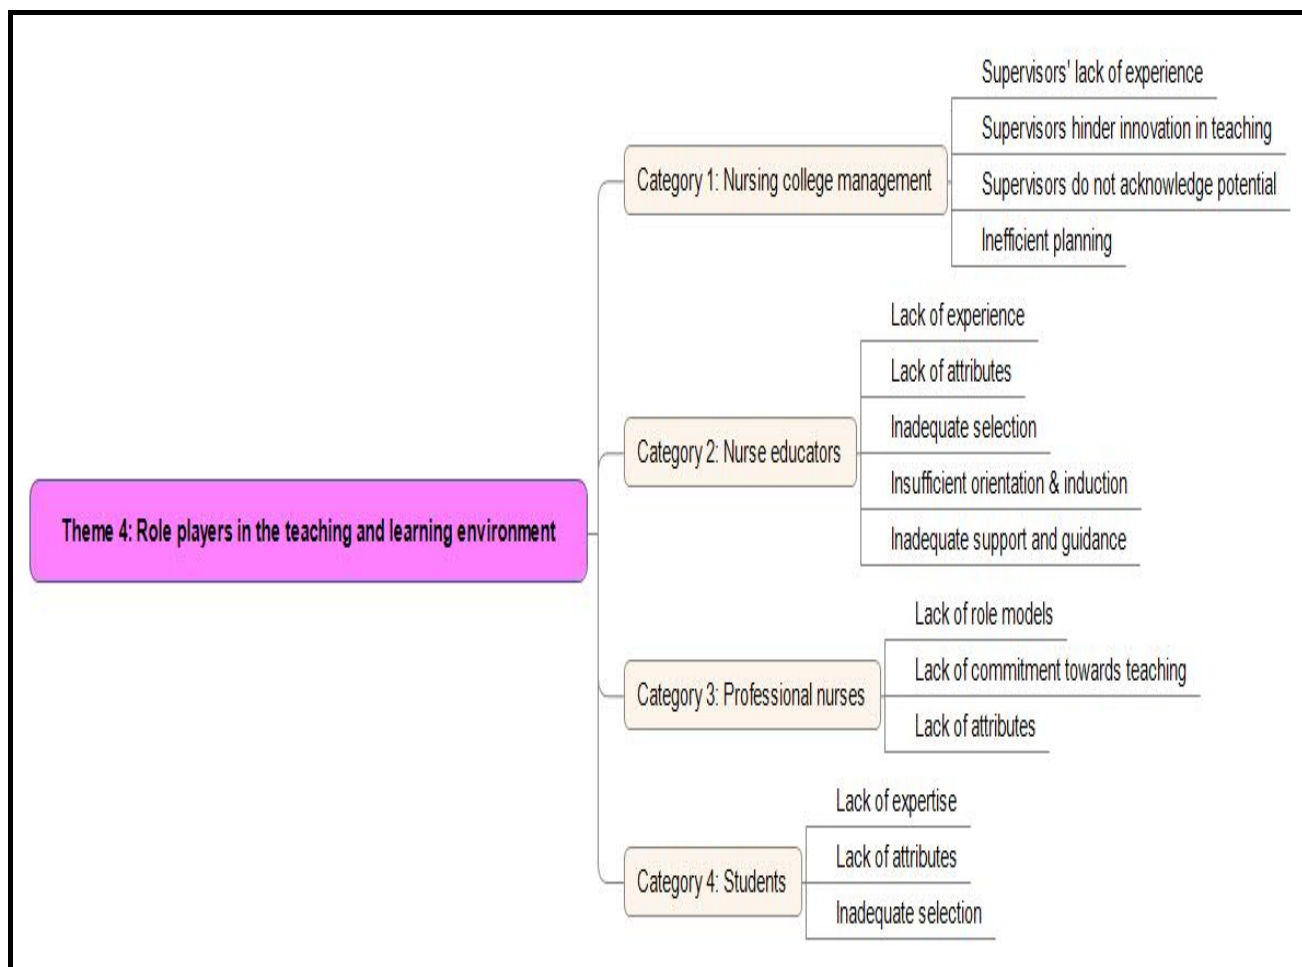 Theme 4: Role players in the teaching and learning environment
Category 1: Nursing college management
Supervisors' lack of experience
Supervisors hinder innovation in teaching
Supervisors do not acknowledge potential
Inefficient planning
Category 2: Nurse educators
Lack of experience
Lack of attributes
Inadequate selection
Insufficient orientation & induction
Inadequate support and guidance
Category 3: Professional nurses
Lack of role models
Lack of commitment towards teaching
Lack of attributes
Category 4: Students
Lack of expertise
Lack of attributes
Inadequate selection